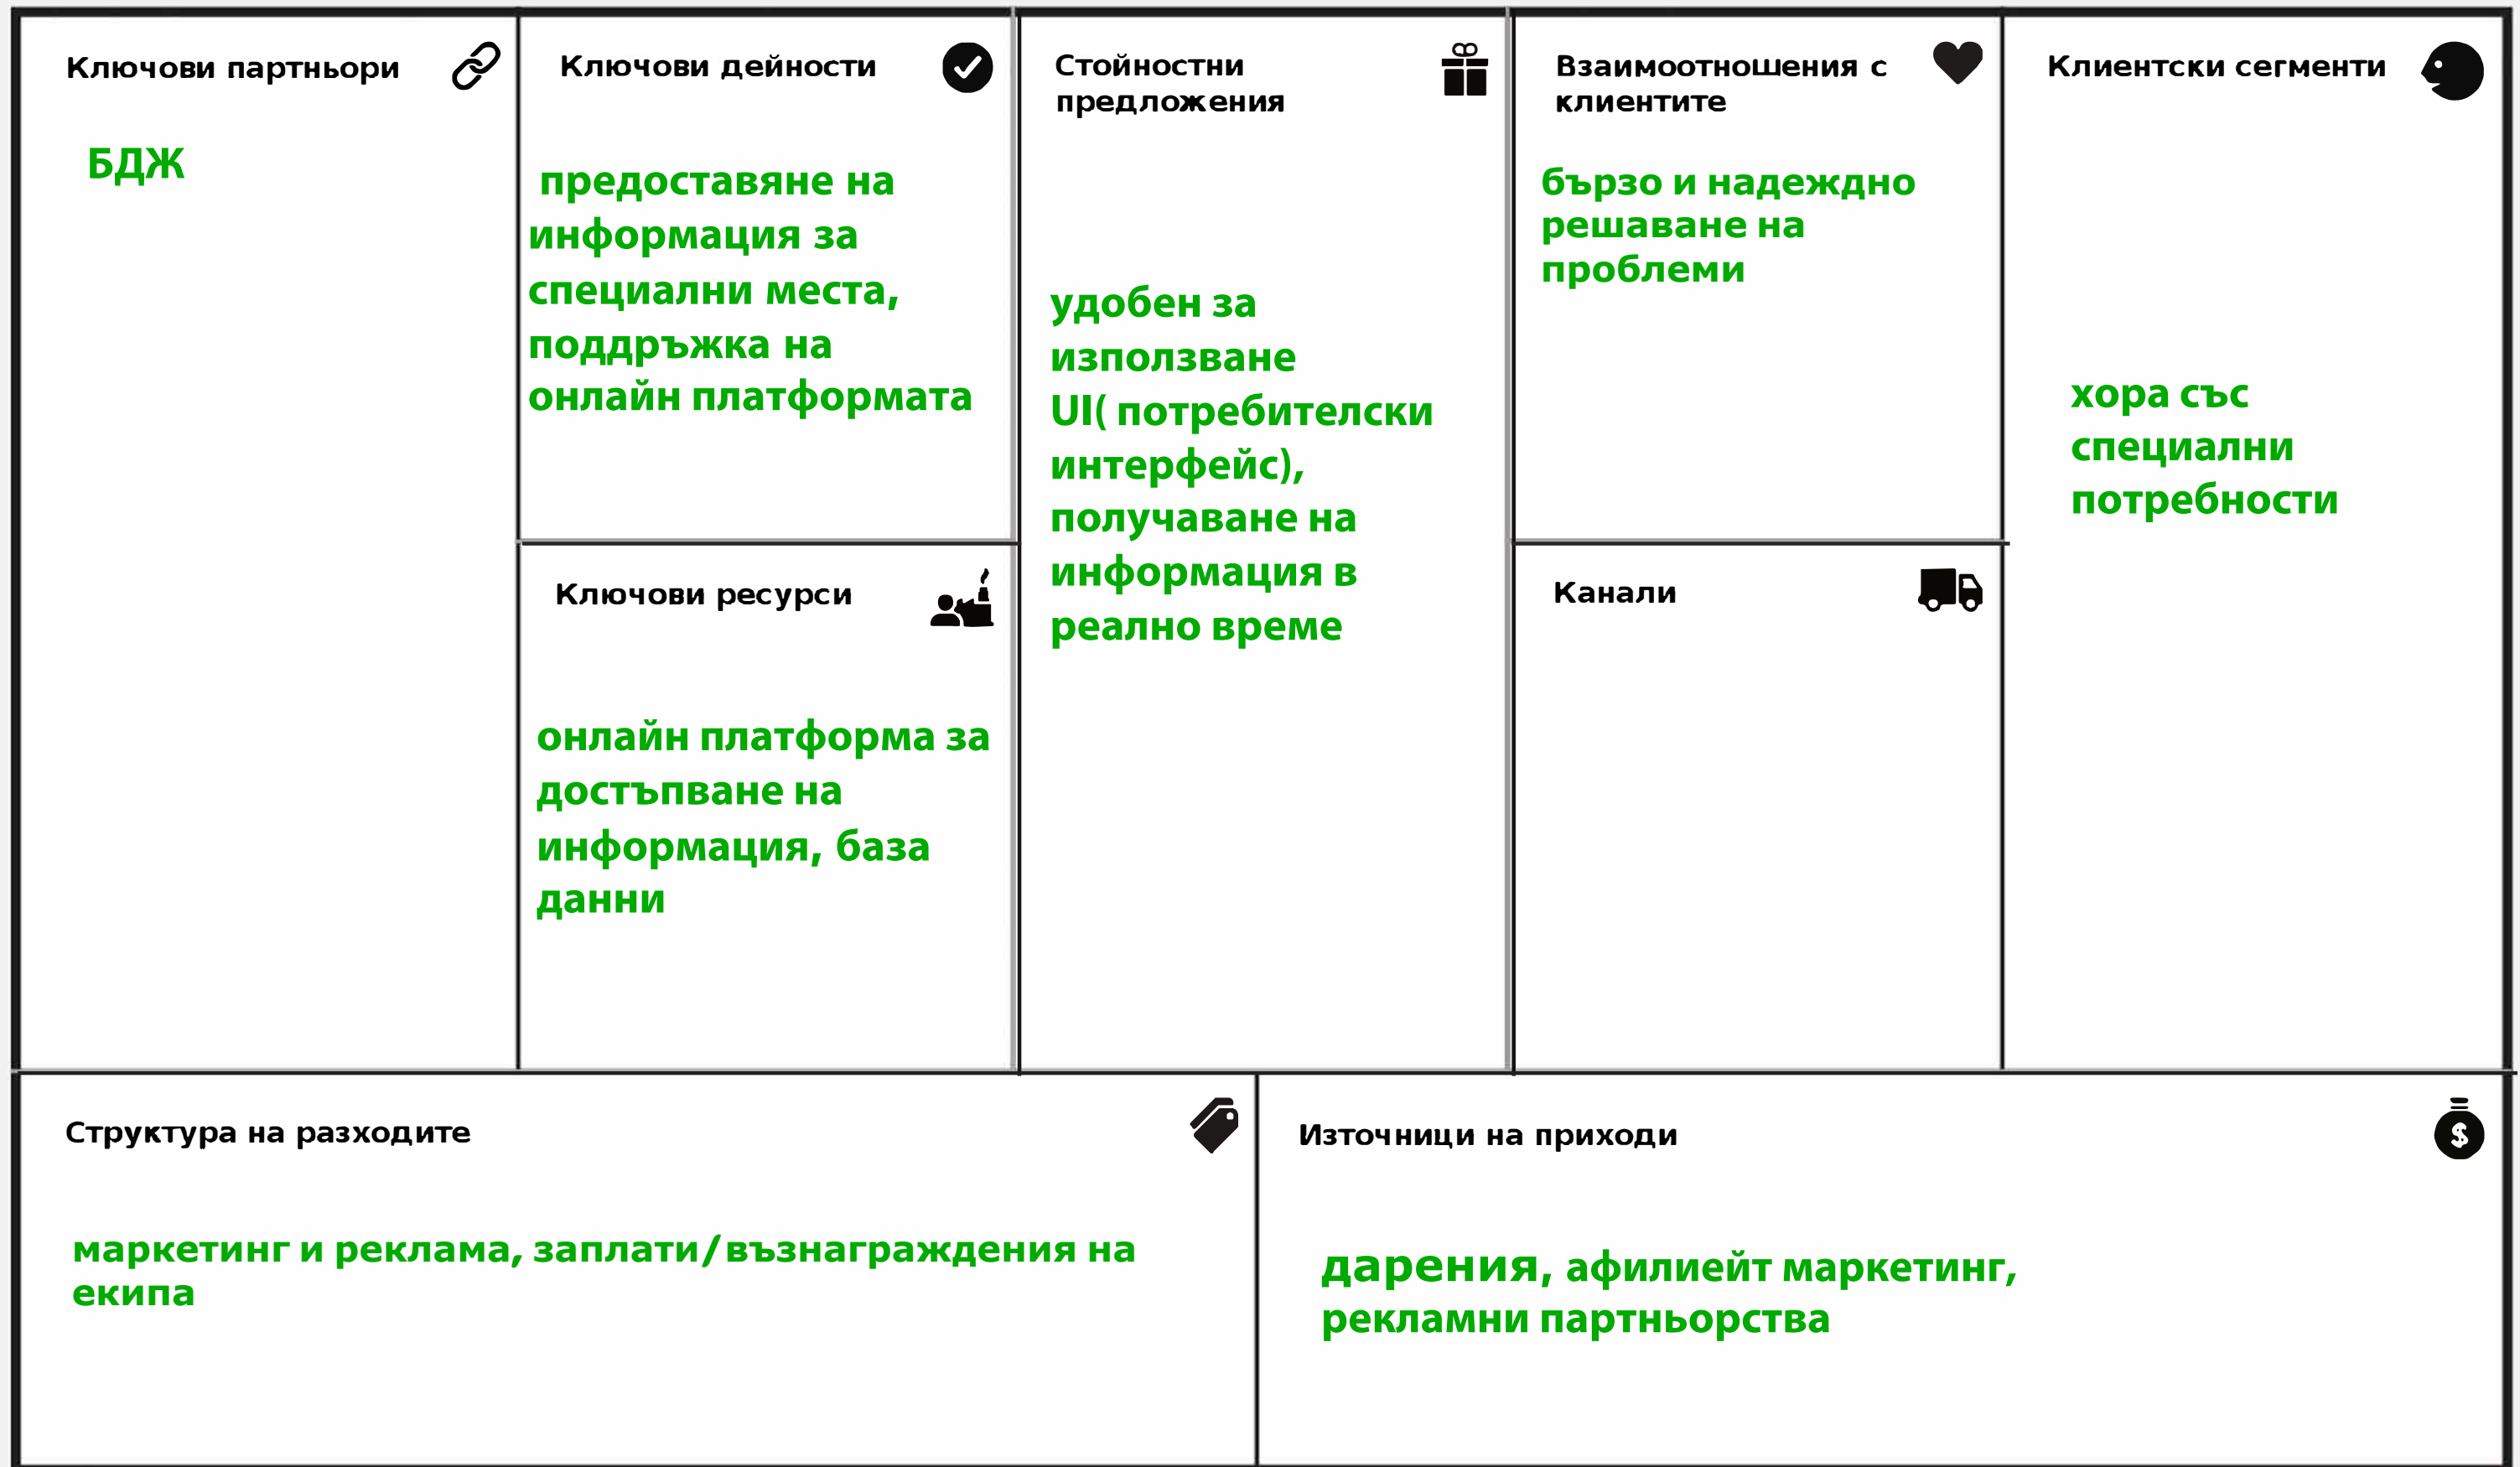 Ключови партньори
БДЖ
Ключови дейности
предоставяне на
информация за
специални места,
поддръжка на
онлайн платформата
Ключови ресурси
онлайн платформа за
достъпване на
информация, база
данни
Стойностни
предложения
удобен за
използване
UI( потребителски
интерфейс),
получаване на
информация в
реално време
Взаимоотношения с
клиентите
бързо и надеждно
решаване на
проблеми
Канали
Клиентски сегменти
хора със
специални
потребности
Структура на разходите
маркетинг и реклама, заплати/възнаграждения на
екипа
Източници на приходи
дарения, афилиейт маркетинг,
рекламни партньорства